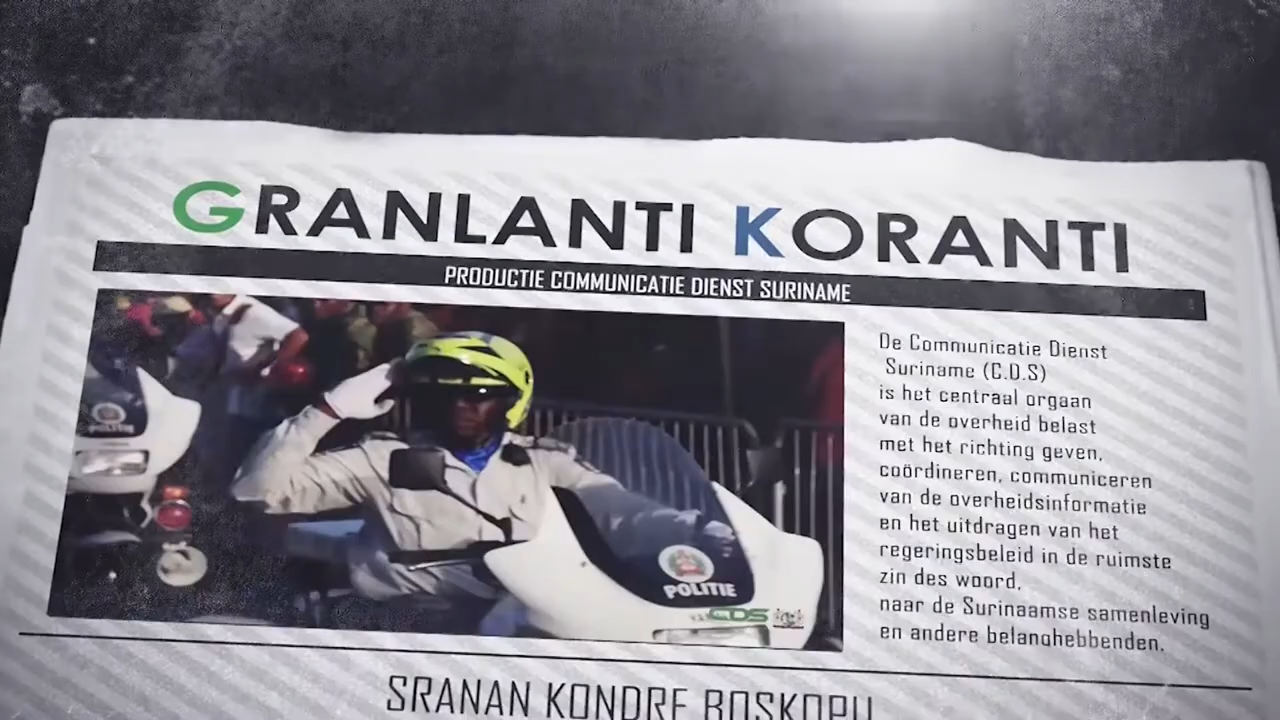 GRANLANTI KORANTI
PRODUCTIE COMMUNICATIE DIENST SURINAME
De Communicatie Dienst
Suriname (C.D.S)
is het centraal orgaan
van de overheid belast
met het richting geven,
coördineren, communiceren
van de overheidsinformatie
en het uitdragen van het
regeringsbeleid in de ruimste
zin des woord,
naar de Surinaamse samenleving
en andere belanghebbenden.
POLITIE
POLITIE
CDS
SRANAN KONDRE BOSKOPU